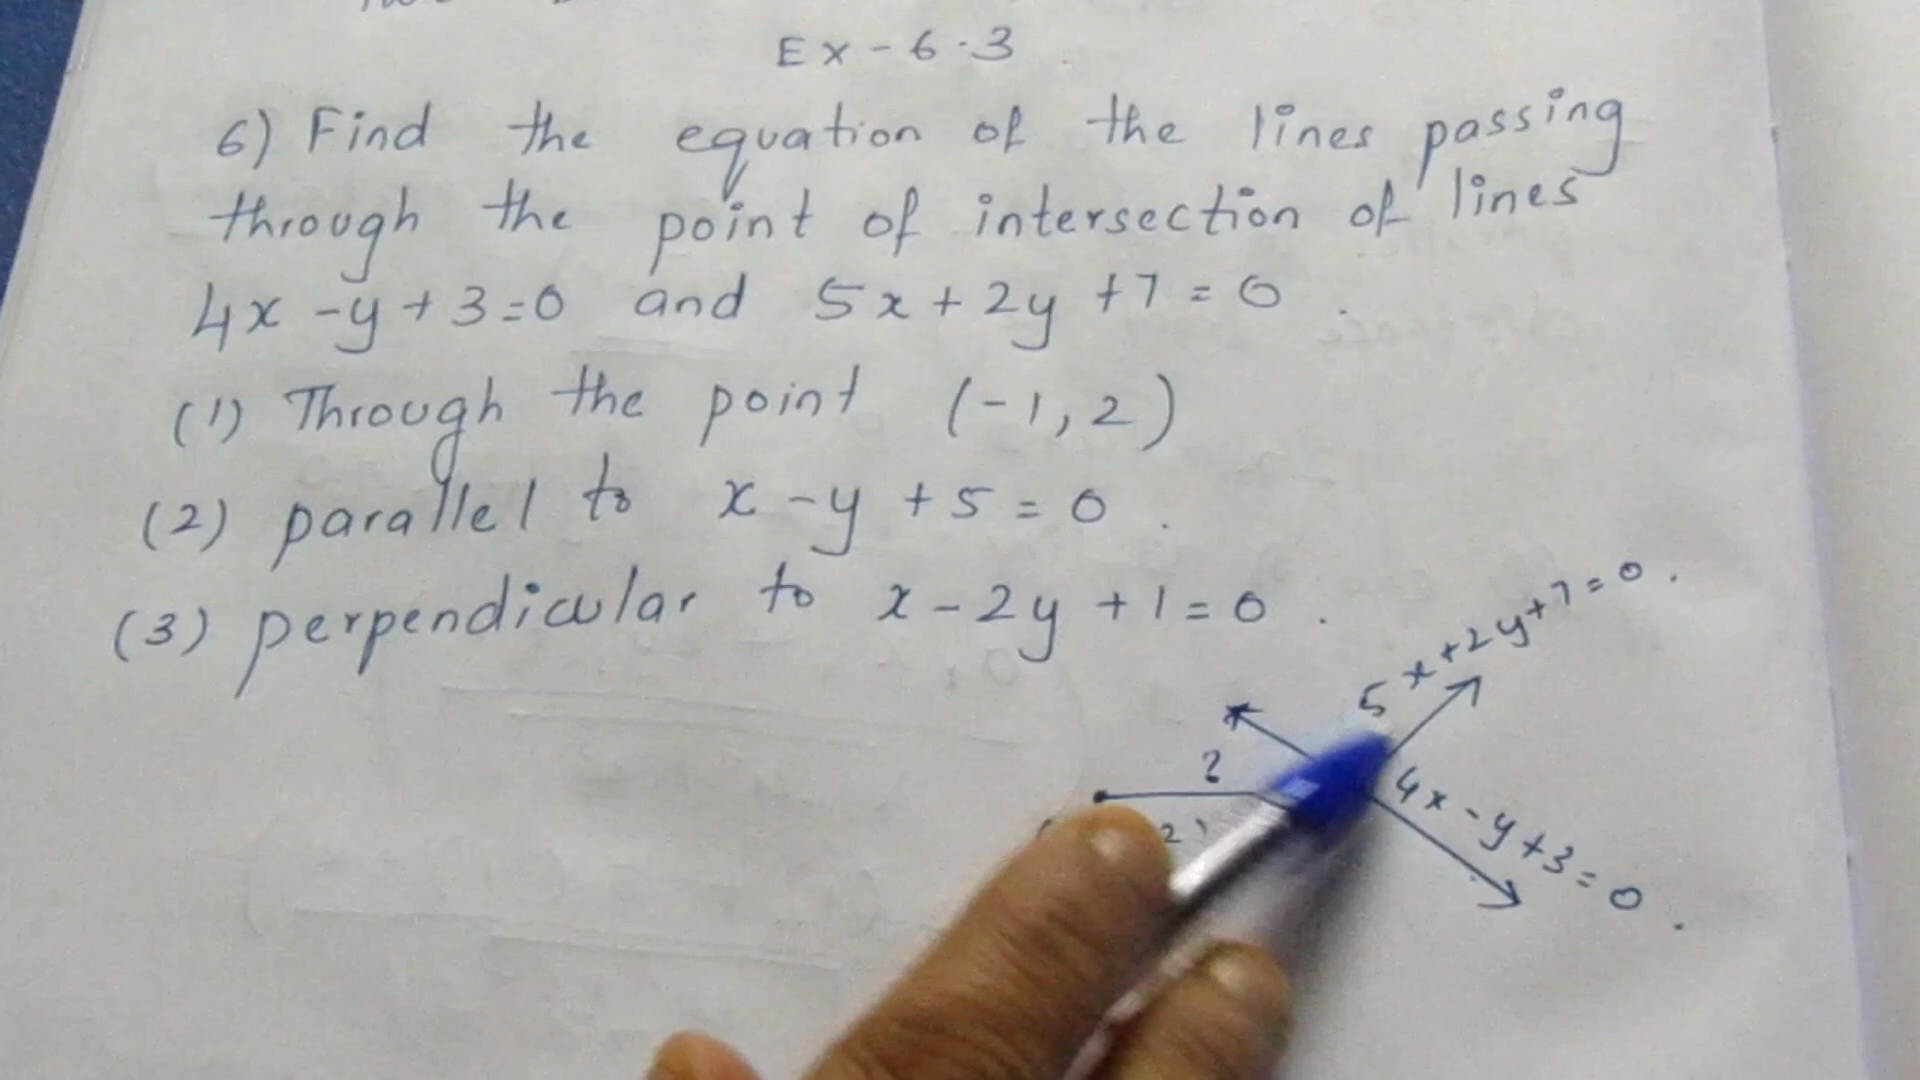 Ex - 6.3
6) Find the equation of the lines passing
through the point of intersection of lines
4x - y + 3 = 0 and 5x + 2y + 7 = 0.
(1) Through the point (-1, 2)
(2) parallel to x - y + 5 = 0.
(3) perpendicular to x - 2y + 1 = 0.
5x + 2y + 7 = 0.
?
4x - y + 3 = 0.